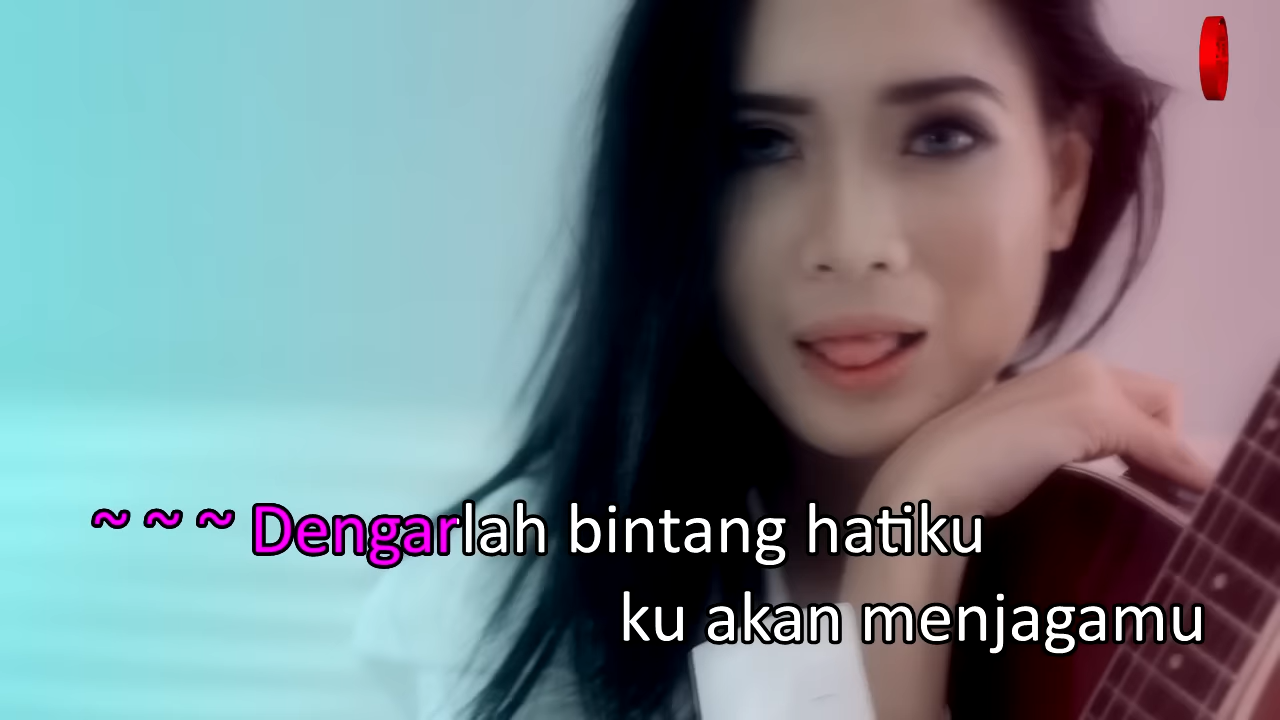 ~ ~ ~ Dengarlah bintang hatiku
ku akan menjagamu